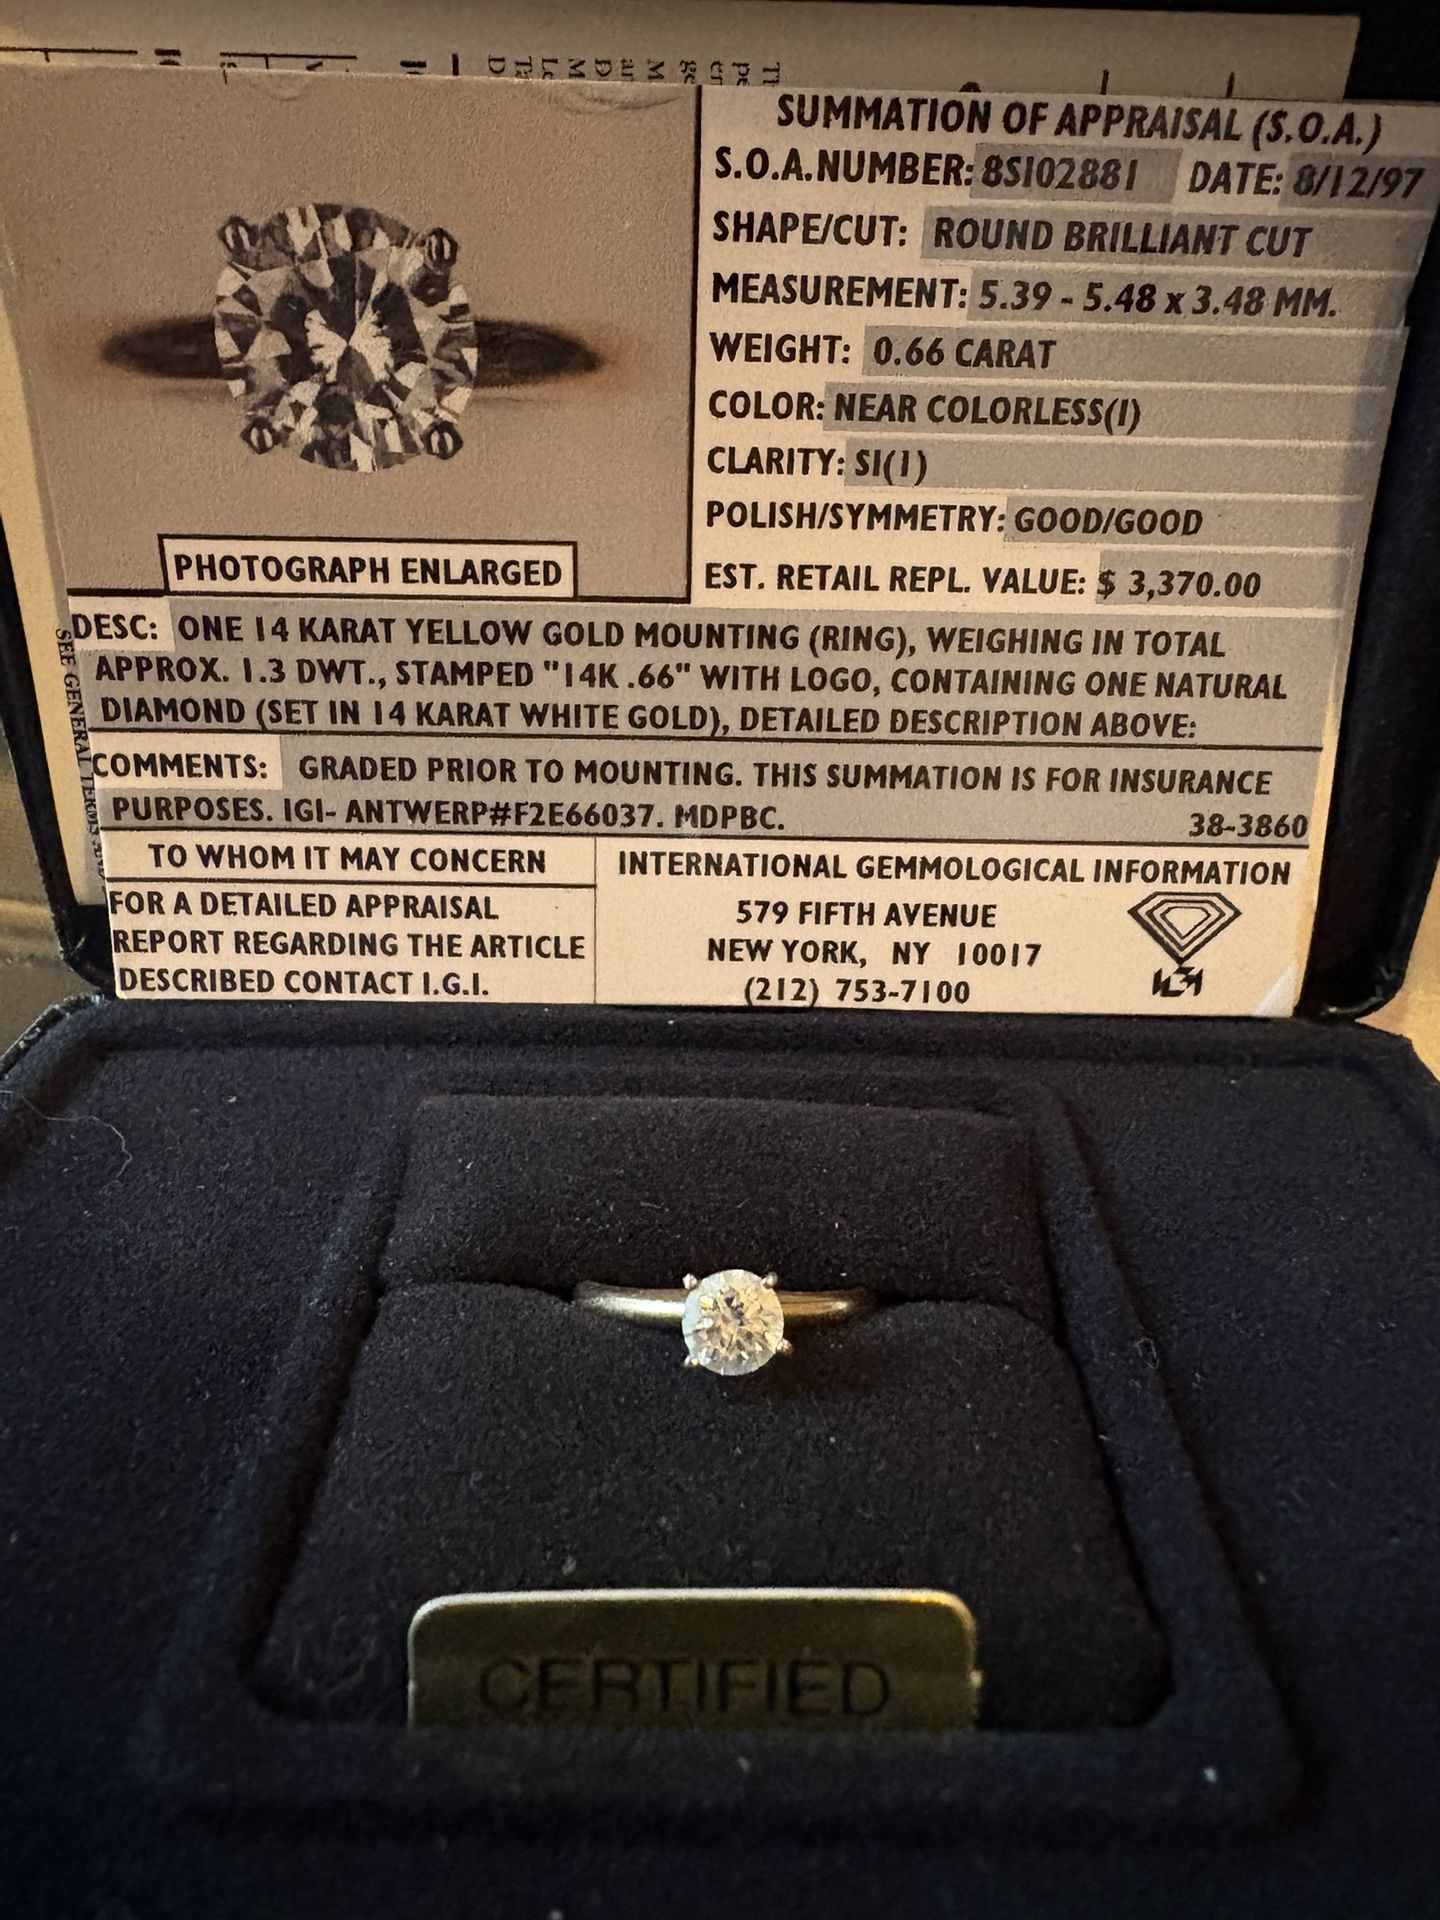 SUMMATION OF APPRAISAL (S.O.A.)
S.O.A.NUMBER: 8S102881 DATE: 8/12/97
SHAPE/CUT: ROUND BRILLIANT CUT
MEASUREMENT: 5.39 - 5.48 x 3.48 MM.
WEIGHT: 0.66 CARAT
COLOR: NEAR COLORLESS(I)
CLARITY: SI(1)
POLISH/SYMMETRY: GOOD/GOOD
EST. RETAIL REPL. VALUE: $ 3,370.00
PHOTOGRAPH ENLARGED
SEE GENERAL TERMS
DESC: ONE 14 KARAT YELLOW GOLD MOUNTING (RING), WEIGHING IN TOTAL
APPROX. 1.3 DWT., STAMPED "14K .66" WITH LOGO, CONTAINING ONE NATURAL
DIAMOND (SET IN 14 KARAT WHITE GOLD), DETAILED DESCRIPTION ABOVE:
COMMENTS: GRADED PRIOR TO MOUNTING. THIS SUMMATION IS FOR INSURANCE
PURPOSES. IGI- ANTWERP#F2E66037. MDPBC. 38-3860
TO WHOM IT MAY CONCERN
FOR A DETAILED APPRAISAL
REPORT REGARDING THE ARTICLE
DESCRIBED CONTACT I.G.I.
INTERNATIONAL GEMMOLOGICAL INFORMATION
579 FIFTH AVENUE
NEW YORK, NY 10017
(212) 753-7100
IGI
CERTIFIED